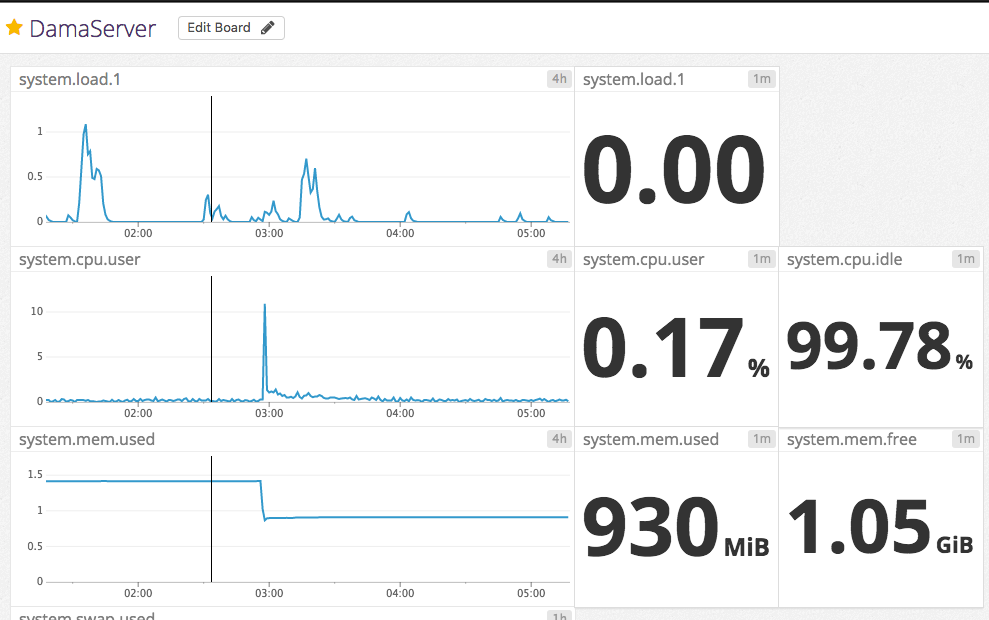 DamaServer Edit Board
system.load.1 4h
1
0.5
0
02:00 03:00 04:00 05:00
system.load.1 1m
0.00
system.cpu.user 4h
10
5
0
02:00 03:00 04:00 05:00
system.cpu.user 1m
0.17 %
system.cpu.idle 1m
99.78 %
system.mem.used 4h
1.5
1
0.5
0
02:00 03:00 04:00 05:00
system.mem.used 1m
930 MiB
system.mem.free 1m
1.05 GiB
system.swap.used 1h